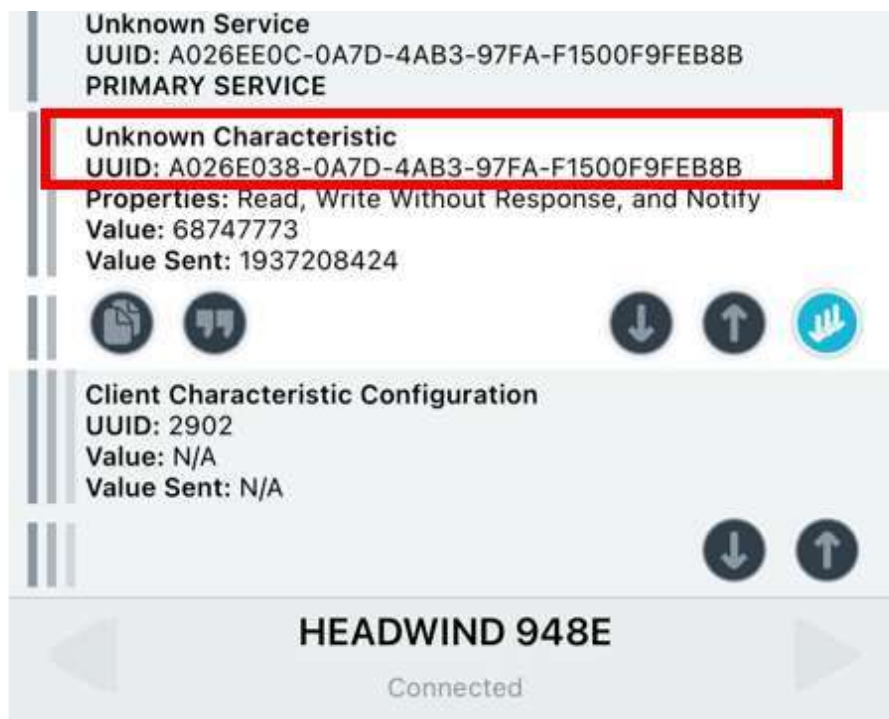 Unknown Service
UUID: A026EE0C-0A7D-4AB3-97FA-F1500F9FEB8B
PRIMARY SERVICE
Unknown Characteristic
UUID: A026E038-0A7D-4AB3-97FA-F1500F9FEB8B
Properties: Read, Write Without Response, and Notify
Value: 68747773
Value Sent: 1937208424
Client Characteristic Configuration
UUID: 2902
Value: N/A
Value Sent: N/A
HEADWIND 948E
Connected